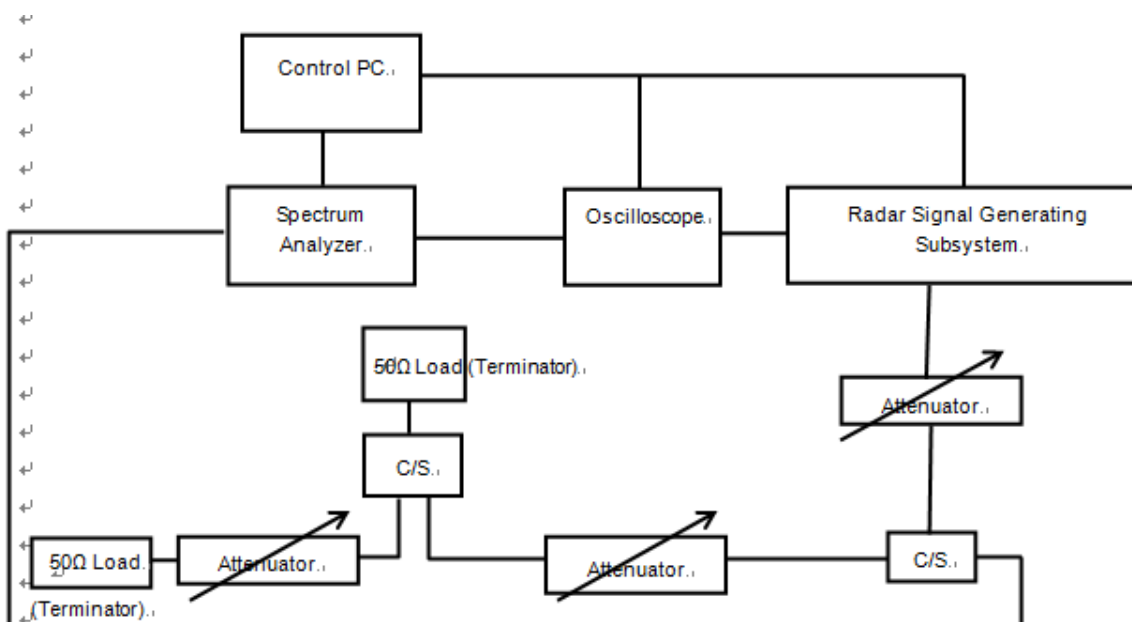 Control PC.
Spectrum
Analyzer.
Oscilloscope.
Radar Signal Generating
Subsystem.
50Ω Load (Terminator).
Attenuator.
C/S.
50Ω Load.
(Terminator).
Attenuator.
Attenuator.
C/S.